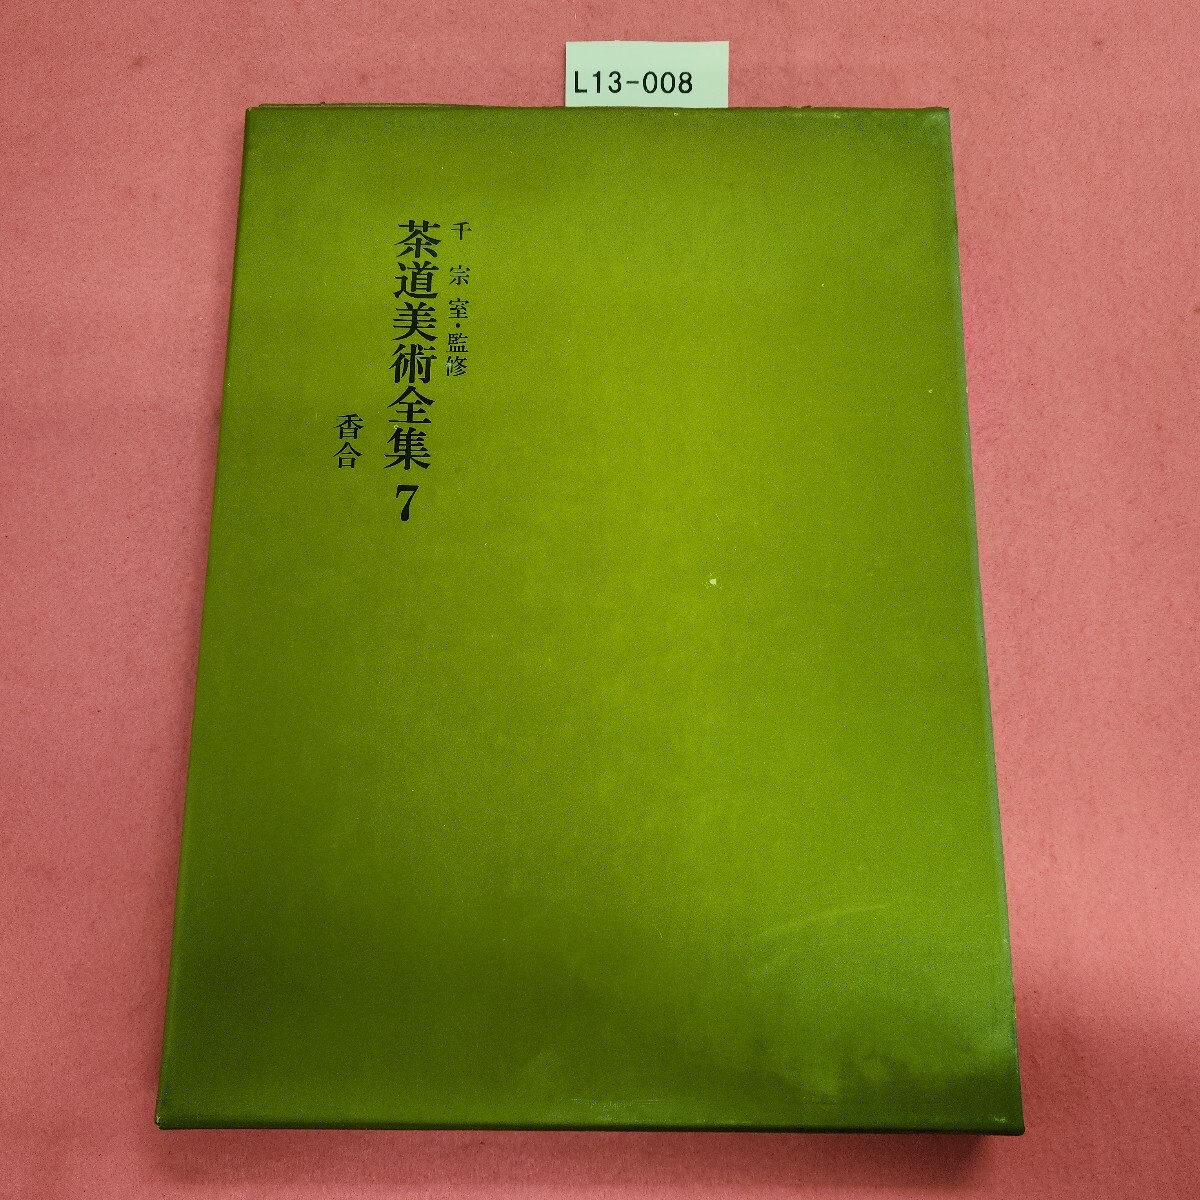 L13-008
千宗室・監修
茶道美術全集 7
香合